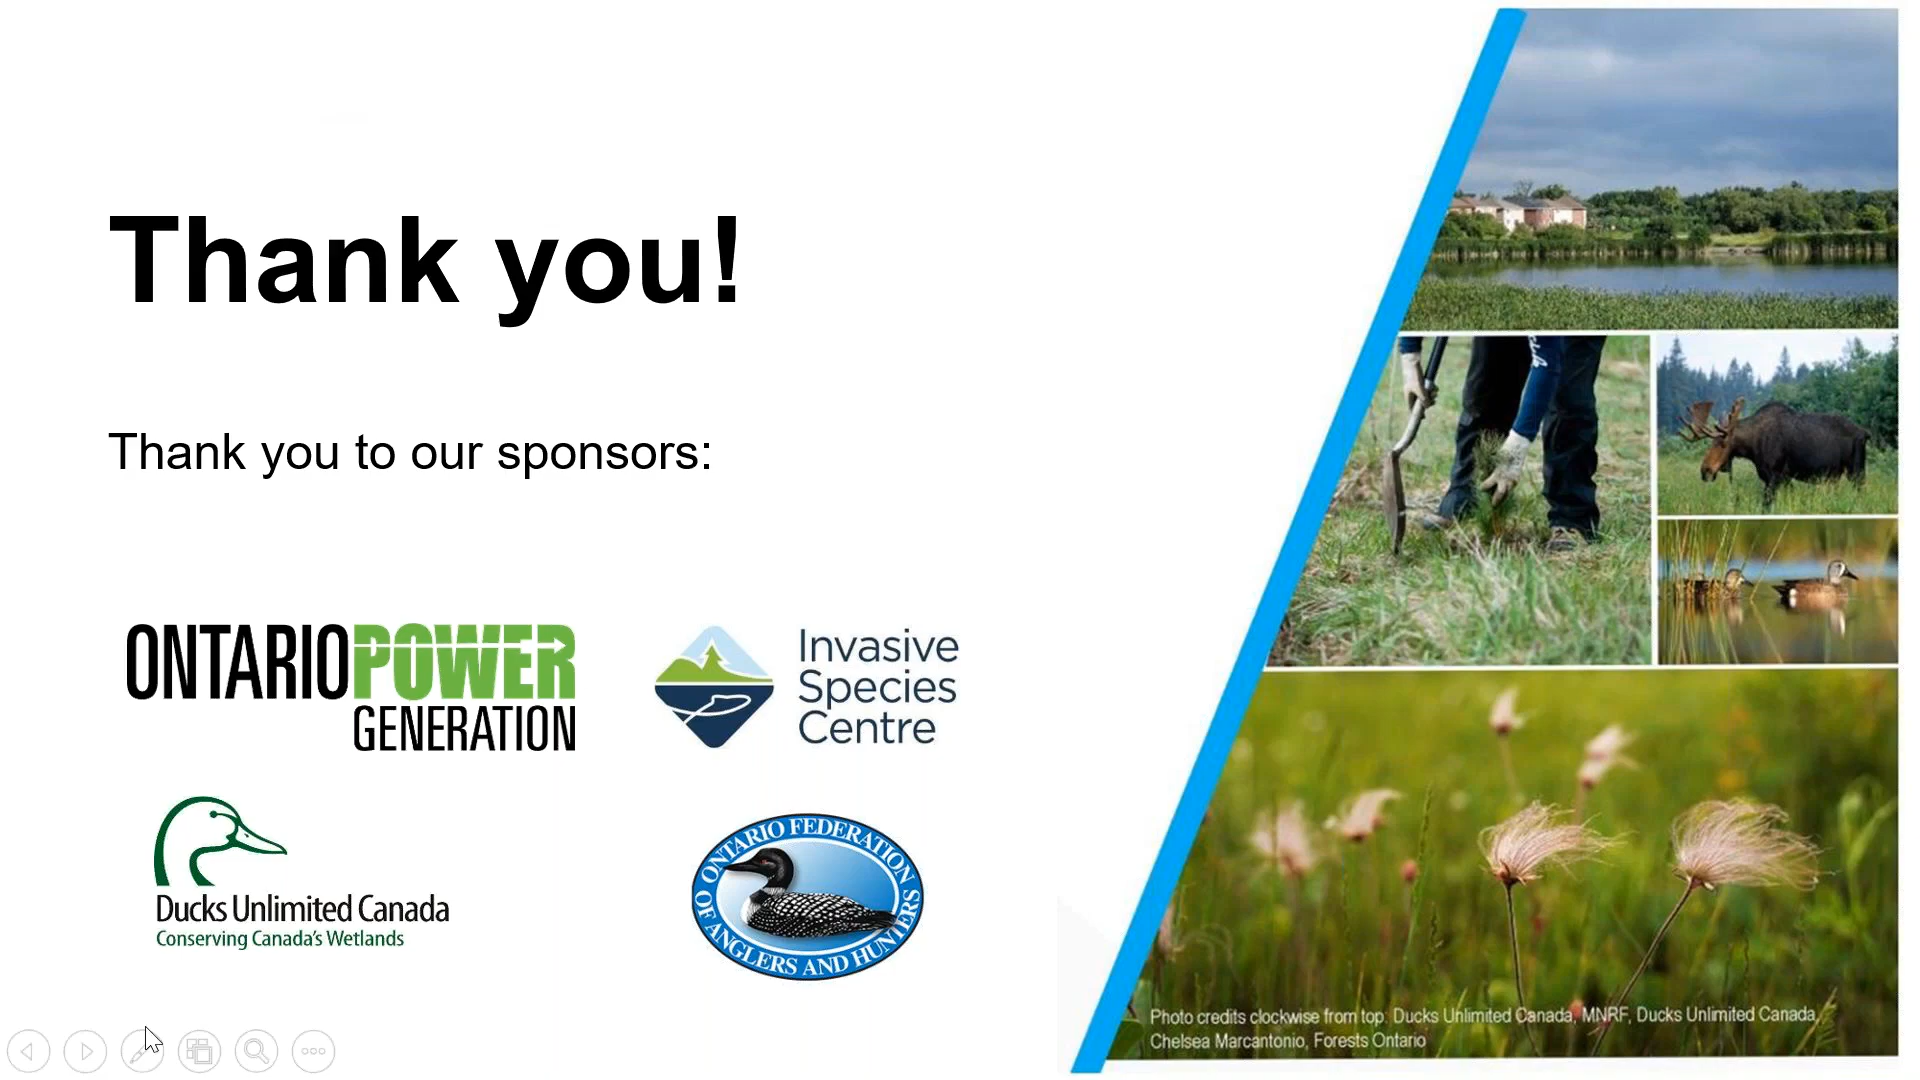 Thank you!
Thank you to our sponsors:
ONTARIOPOWER
GENERATION
Invasive
Species
Centre
Ducks Unlimited Canada
Conserving Canada's Wetlands
ONTARIO FEDERATION
OF ANGLERS AND HUNTERS
Photo credits clockwise from top: Ducks Unlimited Canada, MNRF, Ducks Unlimited Canada,
Chelsea Marcantonio, Forests Ontario